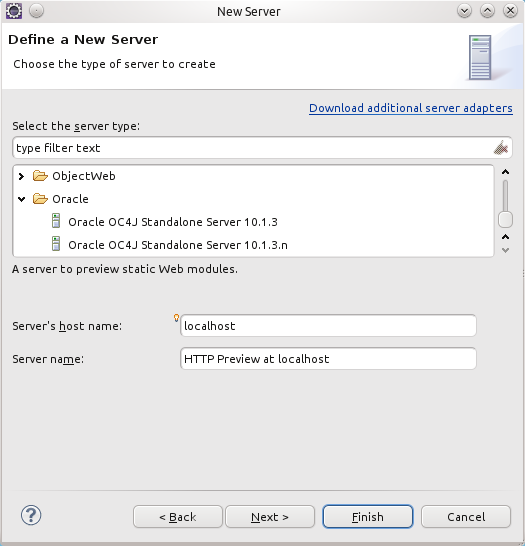 New Server
Define a New Server
Choose the type of server to create
Download additional server adapters
Select the server type:
type filter text
ObjectWeb
Oracle
Oracle OC4J Standalone Server 10.1.3
Oracle OC4J Standalone Server 10.1.3.n
A server to preview static Web modules.
Server's host name: localhost
Server name: HTTP Preview at localhost
? < Back Next > Finish Cancel